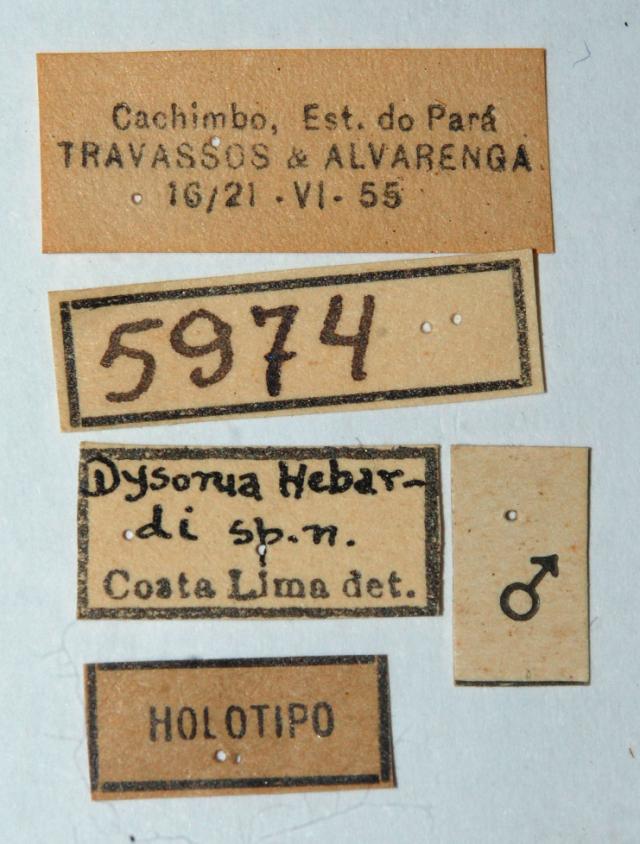 Cachimbo, Est. do Pará
TRAVASSOS & ALVARENGA
16/21 . VI - 55
5974
Dysonia Hebar-
di sp.n.
Costa Lima det.
♂
HOLOTIPO